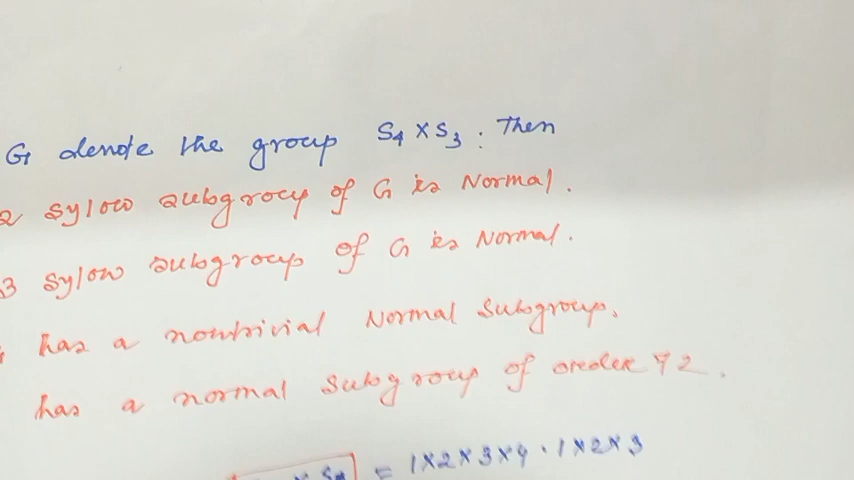 G denote the group S₄ × S₃. Then
2 Sylow subgroup of G is Normal.
3 Sylow subgroup of G is Normal.
has a nontrivial Normal Subgroup.
has a normal Subgroup of order 72.
= 1×2×3×4 · 1×2×3